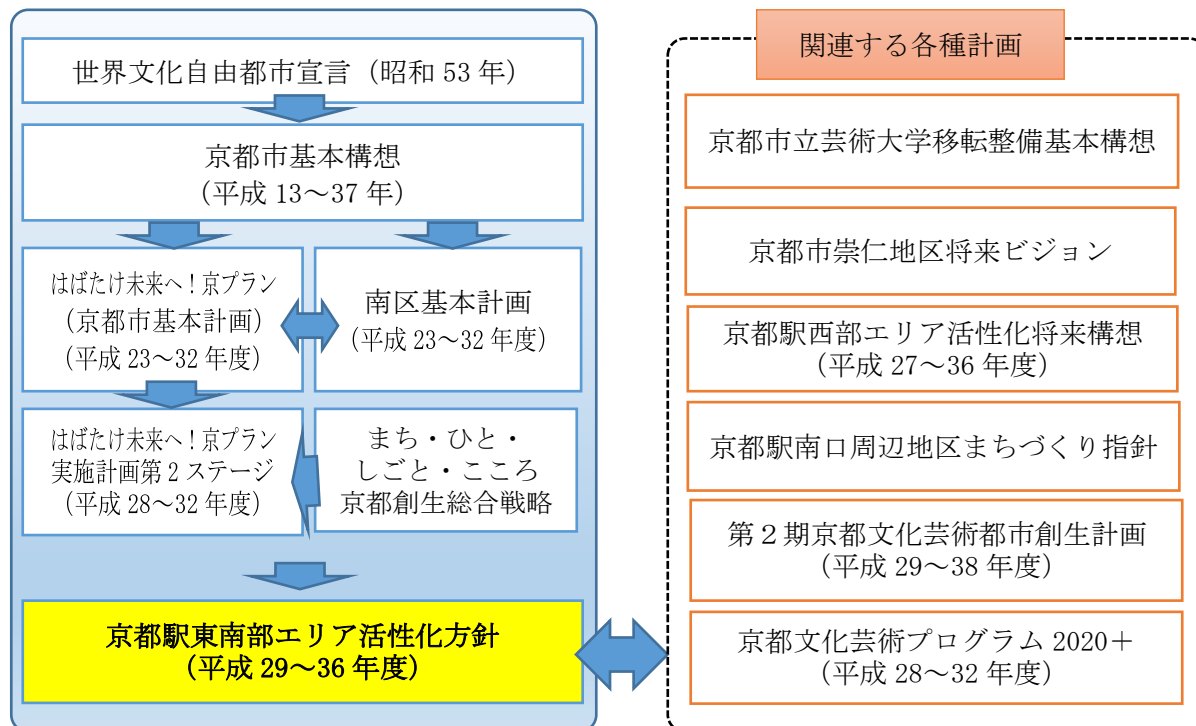 世界文化自由都市宣言（昭和 53 年）
京都市基本構想
（平成 13～37 年）
はばたけ未来へ！京プラン
（京都市基本計画）
（平成 23～32 年度）
南区基本計画
（平成 23～32 年度）
はばたけ未来へ！京プラン
実施計画第２ステージ
（平成 28～32 年度）
まち・ひと・
しごと・こころ
京都創生総合戦略
京都駅東南部エリア活性化方針
（平成 29～36 年度）
関連する各種計画
京都市立芸術大学移転整備基本構想
京都市崇仁地区将来ビジョン
京都駅西部エリア活性化将来構想
（平成 27～36 年度）
京都駅南口周辺地区まちづくり指針
第２期京都文化芸術都市創生計画
（平成 29～38 年度）
京都文化芸術プログラム 2020＋
（平成 28～32 年度）